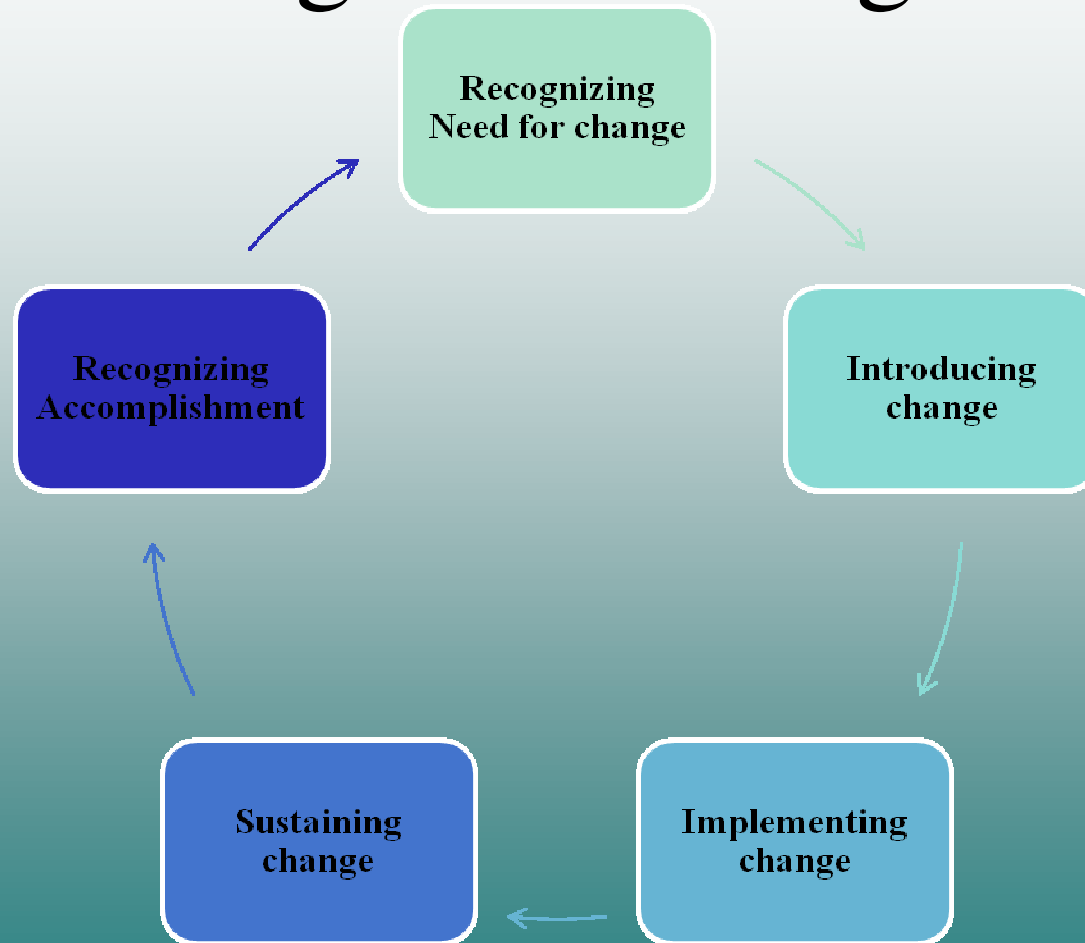 Recognizing
Need for change
Introducing
change
Implementing
change
Sustaining
change
Recognizing
Accomplishment